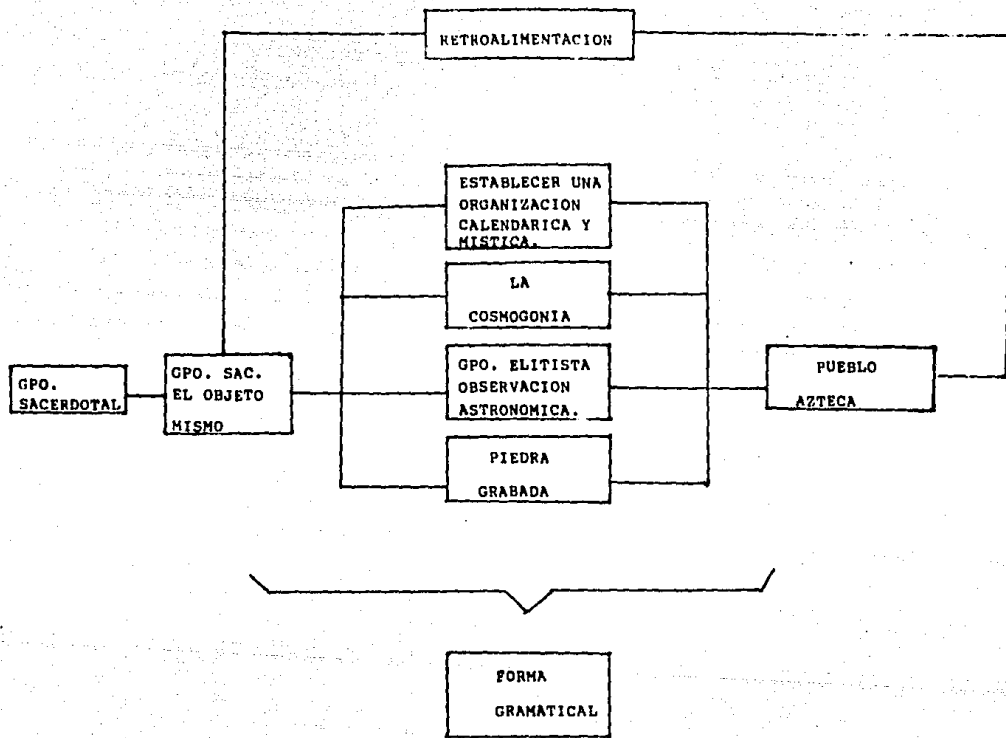 RETROALIMENTACION
ESTABLECER UNA
ORGANIZACION
CALENDARICA Y
MISTICA.
LA
COSMOGONIA
GPO.
SACERDOTAL
GPO. SAC.
EL OBJETO
MISMO
GPO. ELITISTA
OBSERVACION
ASTRONOMICA.
PIEDRA
GRABADA
PUEBLO
AZTECA
FORMA
GRAMATICAL